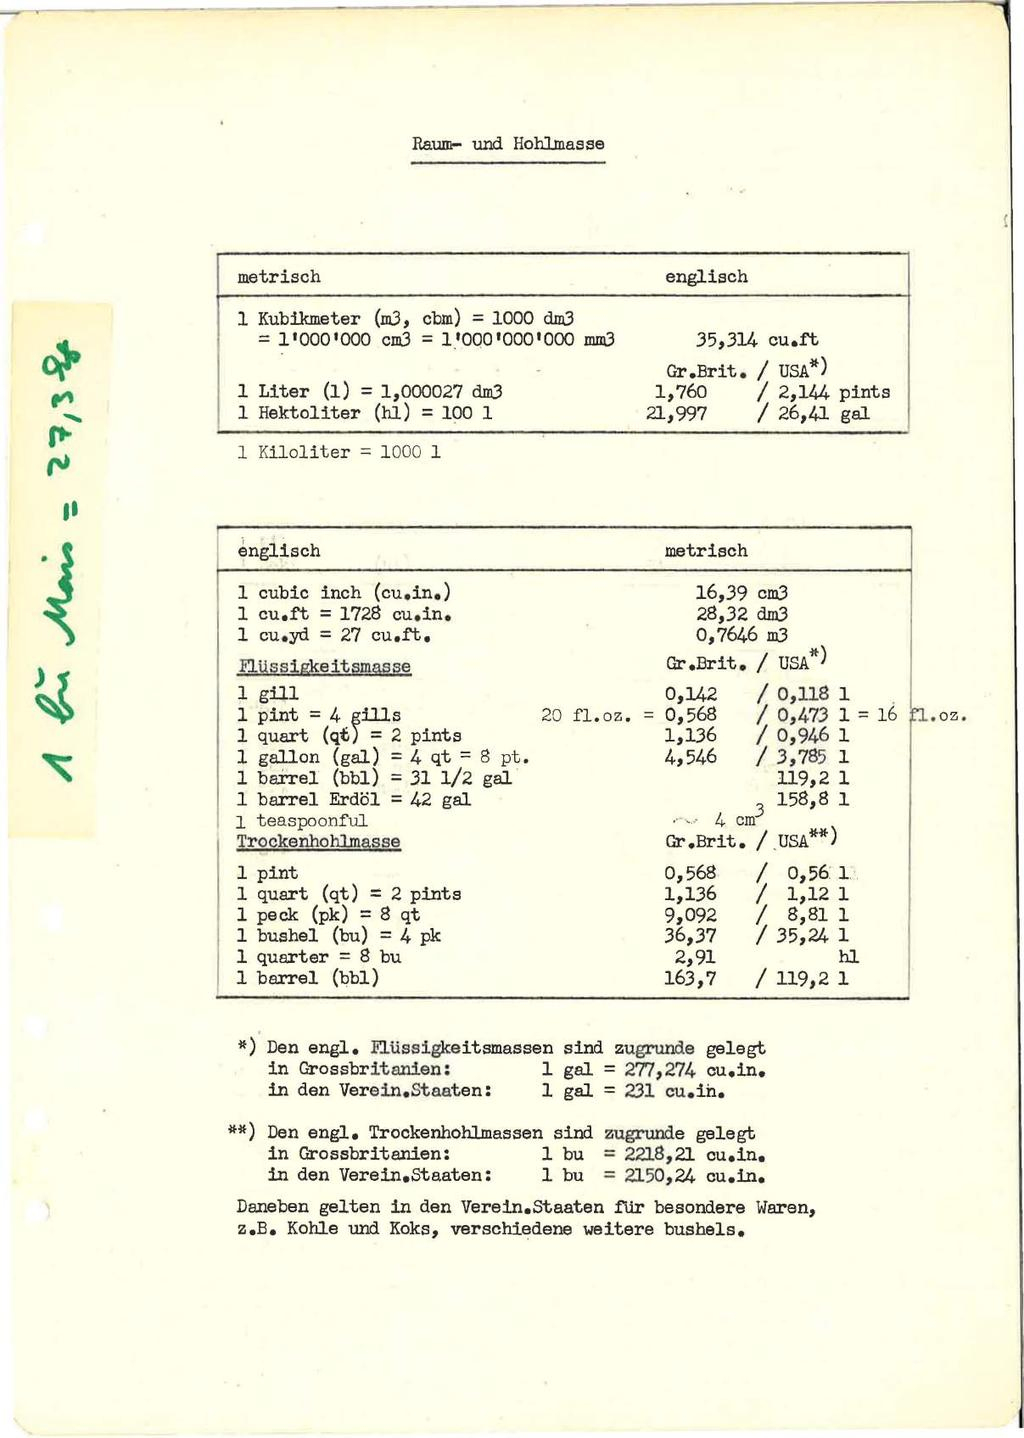 Raum- und Hohlmasse
metrisch englisch
1 Kubikmeter (m3, cbm) = 1000 dm3
= 1'000'000 cm3 = 1'000'000'000 mm3 35,314 cu.ft
Gr.Brit. / USA*)
1 Liter (l) = 1,000027 dm3 1,760 / 2,144 pints
1 Hektoliter (hl) = 100 l 21,997 / 26,41 gal
1 Kiloliter = 1000 l
englisch metrisch
1 cubic inch (cu.in.) 16,39 cm3
1 cu.ft = 1728 cu.in. 28,32 dm3
1 cu.yd = 27 cu.ft. 0,7646 m3
Flüssigkeitsmasse Gr.Brit. / USA*)
1 gill 0,142 / 0,118 l
1 pint = 4 gills 20 fl.oz. = 0,568 / 0,473 l = 16 fl.oz.
1 quart (qt) = 2 pints 1,136 / 0,946 l
1 gallon (gal) = 4 qt = 8 pt. 4,546 / 3,785 l
1 barrel (bbl) = 31 1/2 gal 119,2 l
1 barrel Erdöl = 42 gal 158,8 l
1 teaspoonful ~ 4 cm3
Trockenhohlmasse Gr.Brit. / USA**)
1 pint 0,568 / 0,56 l
1 quart (qt) = 2 pints 1,136 / 1,12 l
1 peck (pk) = 8 qt 9,092 / 8,81 l
1 bushel (bu) = 4 pk 36,37 / 35,24 l
1 quarter = 8 bu 2,91 hl
1 barrel (bbl) 163,7 / 119,2 l
*) Den engl. Flüssigkeitsmassen sind zugrunde gelegt
in Grossbritanien: 1 gal = 277,274 cu.in.
in den Verein.Staaten: 1 gal = 231 cu.in.
**) Den engl. Trockenhohlmassen sind zugrunde gelegt
in Grossbritanien: 1 bu = 2218,21 cu.in.
in den Verein.Staaten: 1 bu = 2150,24 cu.in.
Daneben gelten in den Verein.Staaten für besondere Waren,
z.B. Kohle und Koks, verschiedene weitere bushels.
1 bu Mais = 27,3 kg